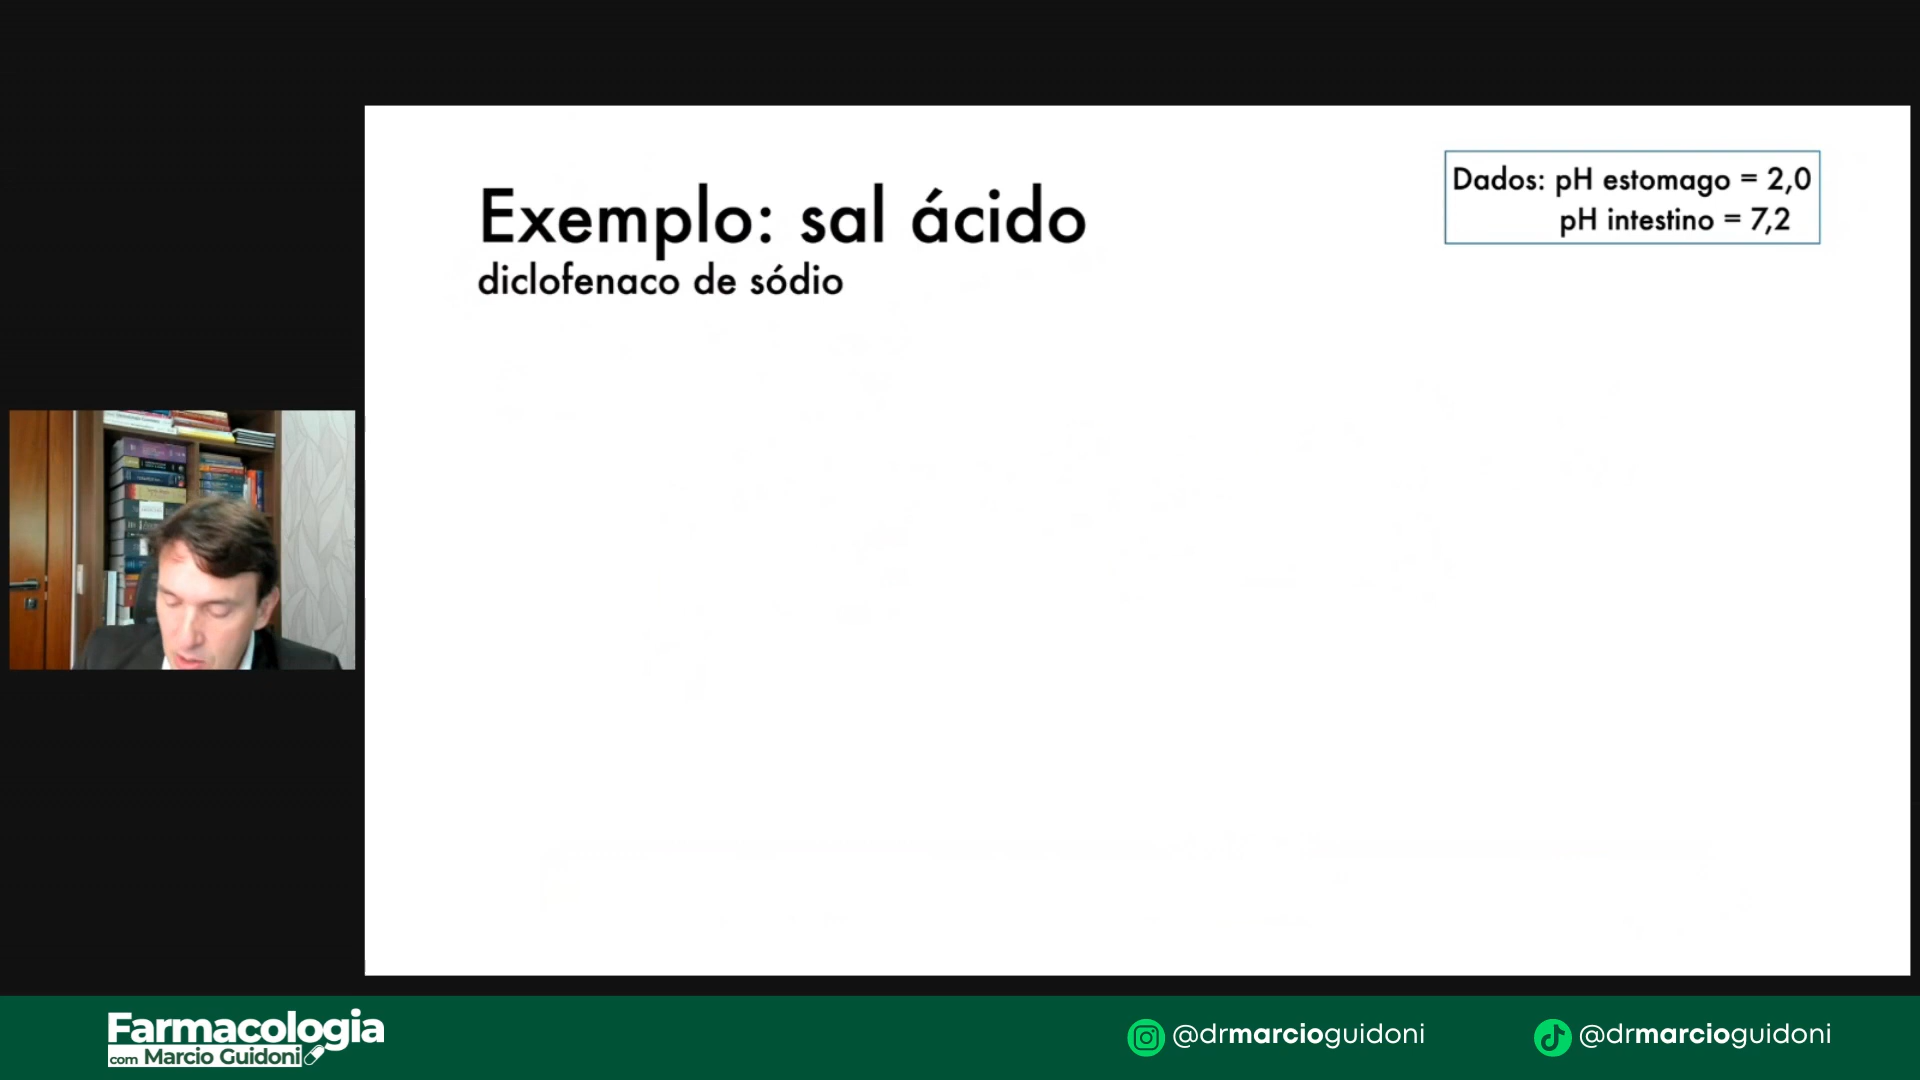 Exemplo: sal ácido
diclofenaco de sódio
Dados: pH estomago = 2,0
pH intestino = 7,2
Farmacologia
com Marcio Guidoni
@drmarcioguidoni
@drmarcioguidoni